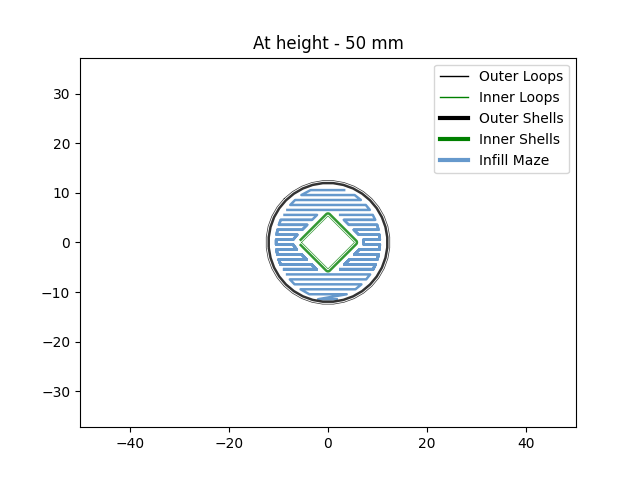 At height - 50 mm
Outer Loops
Inner Loops
Outer Shells
Inner Shells
Infill Maze
30
20
10
0
−10
−20
−30
−40 −20 0 20 40